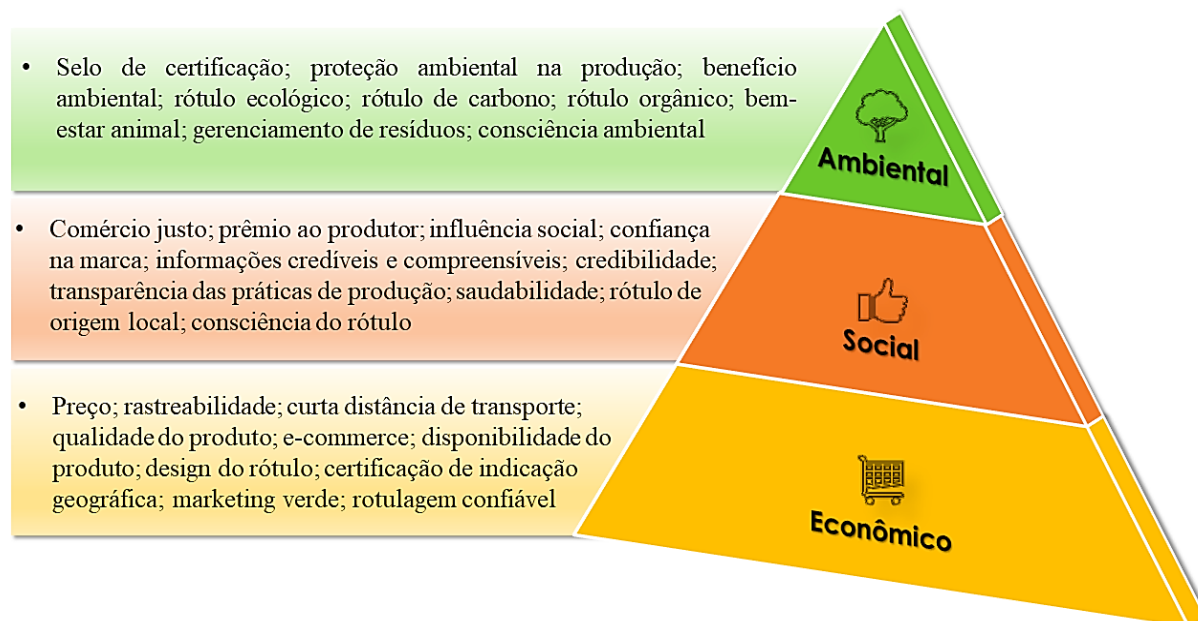 • Selo de certificação; proteção ambiental na produção; benefício
ambiental; rótulo ecológico; rótulo de carbono; rótulo orgânico; bem-
estar animal; gerenciamento de resíduos; consciência ambiental
Ambiental
• Comércio justo; prêmio ao produtor; influência social; confiança
na marca; informações credíveis e compreensíveis; credibilidade;
transparência das práticas de produção; saudabilidade; rótulo de
origem local; consciência do rótulo
Social
• Preço; rastreabilidade; curta distância de transporte;
qualidade do produto; e-commerce; disponibilidade do
produto; design do rótulo; certificação de indicação
geográfica; marketing verde; rotulagem confiável
Econômico